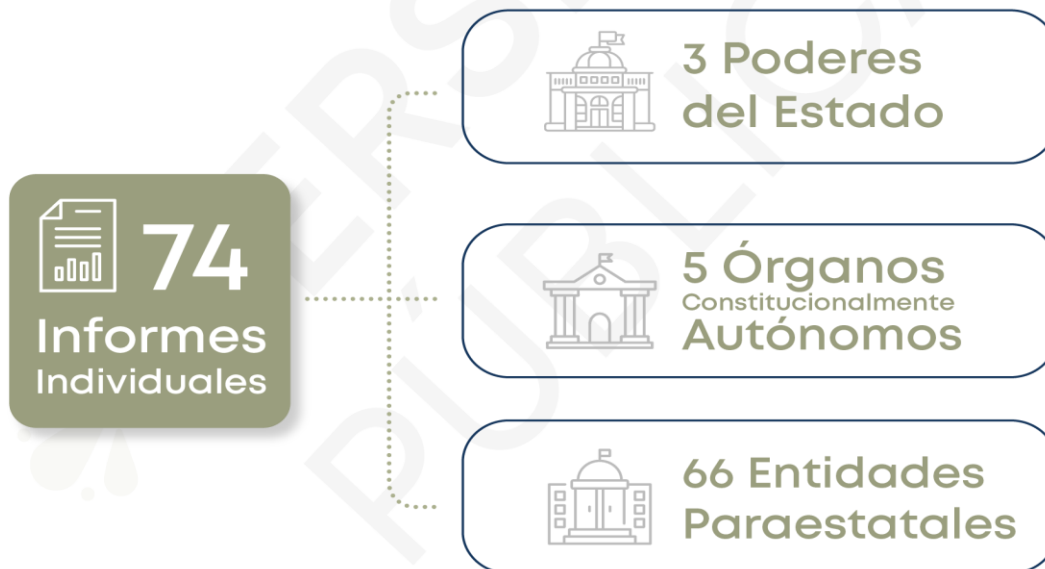 74
Informes
Individuales
3 Poderes
del Estado
5 Órganos
Constitucionalmente
Autónomos
66 Entidades
Paraestatales